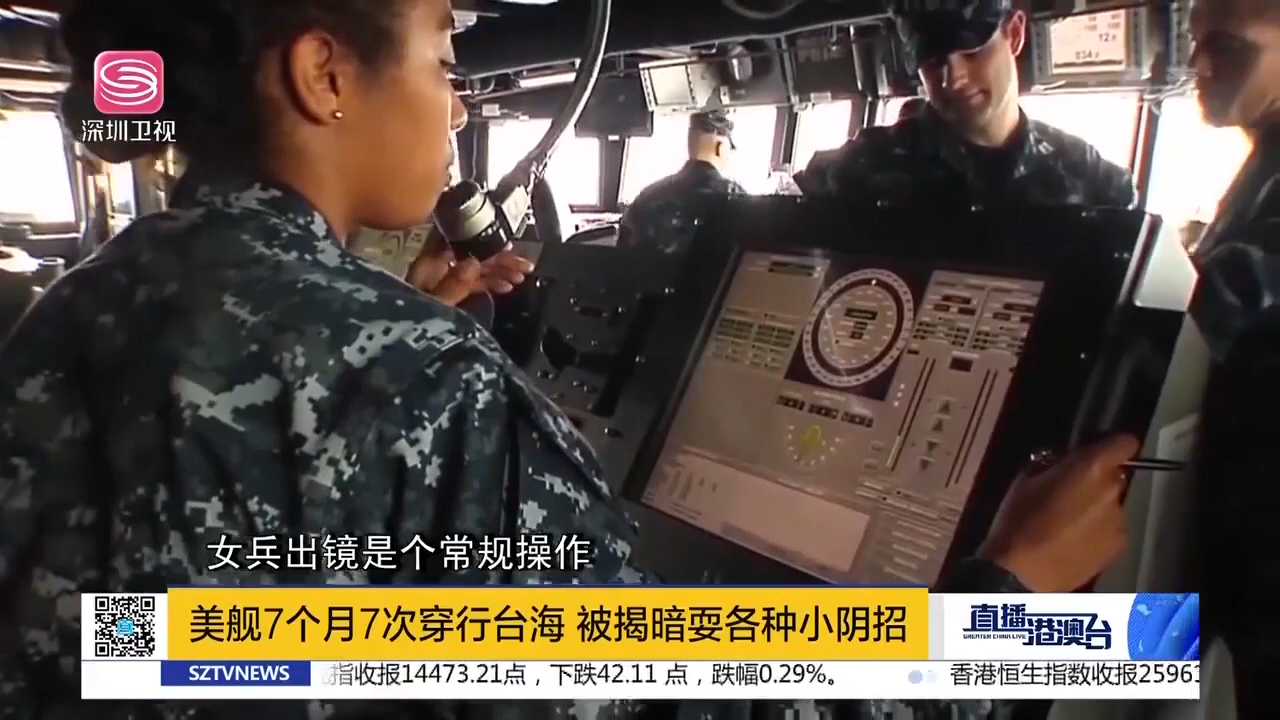 深圳卫视
女兵出镜是个常规操作
美舰7个月7次穿行台海 被揭暗耍各种小阴招
直播港澳台
GREATER CHINA LIVE
SZTVNEWS
指收报14473.21点，下跌42.11 点，跌幅0.29%。
香港恒生指数收报25961